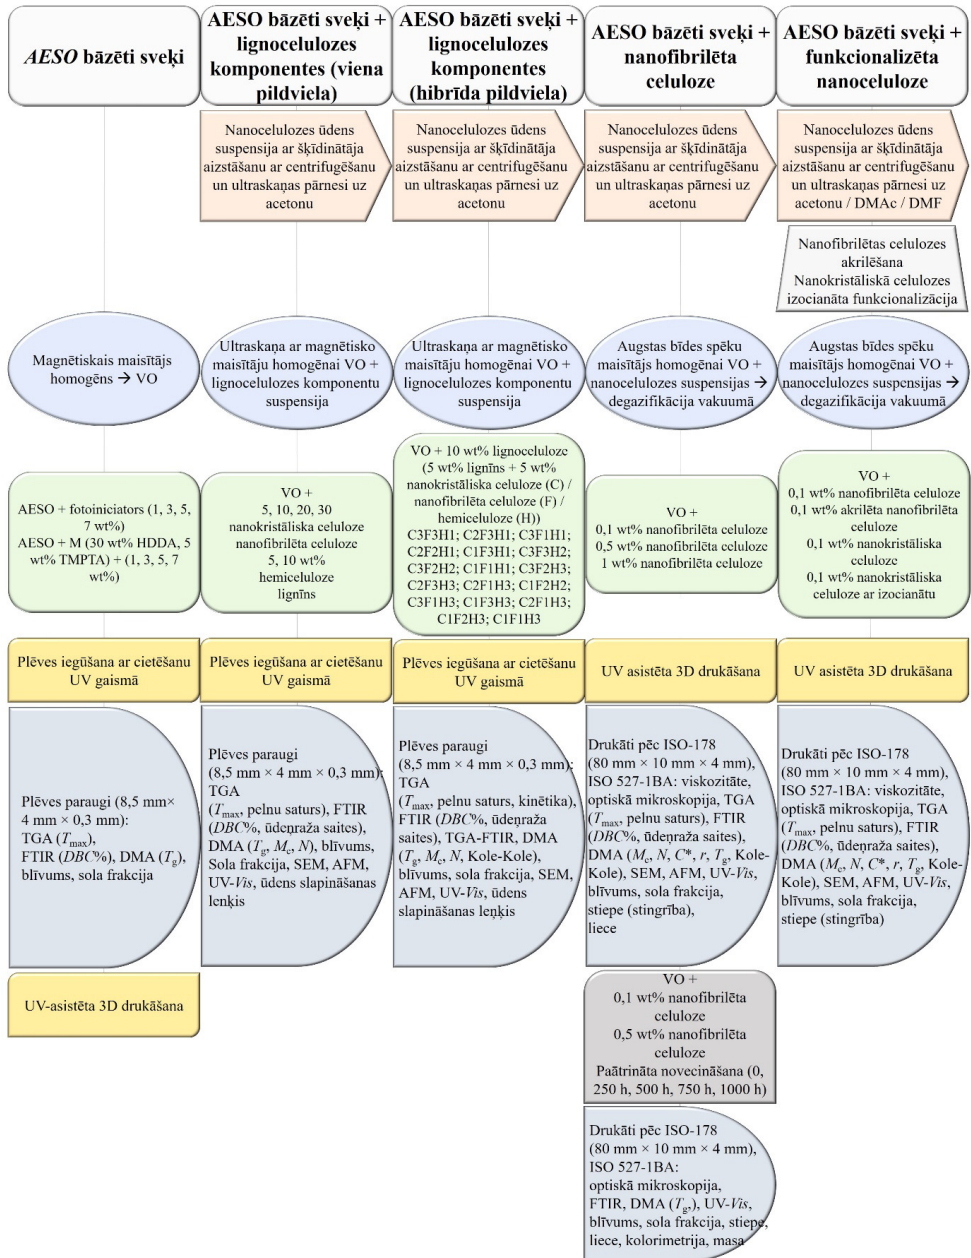 AESO bāzēti sveķi
AESO bāzēti sveķi +
lignocelulozes
komponentes (viena
pildviela)
AESO bāzēti sveķi +
lignocelulozes
komponentes
(hibrīda pildviela)
AESO bāzēti sveķi +
nanofibrilēta
celuloze
AESO bāzēti sveķi +
funkcionalizēta
nanoceluloze
Nanocelulozes ūdens
suspensija ar šķīdinātāja
aizstāšanu ar centrifugēšanu
un ultraskaņas pārnesi uz
acetonu
Nanocelulozes ūdens
suspensija ar šķīdinātāja
aizstāšanu ar centrifugēšanu
un ultraskaņas pārnesi uz
acetonu
Nanocelulozes ūdens
suspensija ar šķīdinātāja
aizstāšanu ar centrifugēšanu
un ultraskaņas pārnesi uz
acetonu
Nanocelulozes ūdens
suspensija ar šķīdinātāja
aizstāšanu ar centrifugēšanu
un ultraskaņas pārnesi uz
acetonu / DMAc / DMF
Nanofibrilētas celulozes
akrilēšana
Nanokristāliskā celulozes
izocianāta funkcionalizācija
Magnētiskais maisītājs
homogēns → VO
Ultraskaņa ar magnētisko
maisītāju homogēnai VO +
lignocelulozes komponentu
suspensija
Ultraskaņa ar magnētisko
maisītāju homogēnai VO +
lignocelulozes komponentu
suspensija
Augstas bīdes spēku
maisītājs homogēnai VO +
nanocelulozes suspensijas →
degazifikācija vakuumā
Augstas bīdes spēku
maisītājs homogēnai VO +
nanocelulozes suspensijas →
degazifikācija vakuumā
AESO + fotoiniciators (1, 3, 5,
7 wt%)
AESO + M (30 wt% HDDA, 5
wt% TMPTA) + (1, 3, 5, 7
wt%)
VO +
5, 10, 20, 30
nanokristāliska celuloze
nanofibrilēta celuloze
5, 10 wt%
hemiceluloze
lignīns
VO + 10 wt% lignoceluloze
(5 wt% lignīns + 5 wt%
nanokristāliska celuloze (C) /
nanofibrilēta celuloze (F) /
hemiceluloze (H))
C3F3H1; C2F3H1; C3F1H1;
C2F2H1; C1F3H1; C3F3H2;
C3F2H2; C1F1H1; C3F2H3;
C2F3H3; C2F1H3; C1F2H2;
C3F1H3; C1F3H3; C2F1H3;
C1F2H3; C1F1H3
VO +
0,1 wt% nanofibrilēta celuloze
0,5 wt% nanofibrilēta celuloze
1 wt% nanofibrilēta celuloze
VO +
0,1 wt% nanofibrilēta celuloze
0,1 wt% akrilēta nanofibrilēta
celuloze
0,1 wt% nanokristāliska
celuloze
0,1 wt% nanokristāliska
celuloze ar izocianātu
Plēves iegūšana ar cietēšanu
UV gaismā
Plēves iegūšana ar cietēšanu
UV gaismā
Plēves iegūšana ar cietēšanu
UV gaismā
UV asistēta 3D drukāšana
UV asistēta 3D drukāšana
Plēves paraugi (8,5 mm×
4 mm × 0,3 mm):
TGA (Tmax),
FTIR (DBC%), DMA (Tg),
blīvums, sola frakcija
Plēves paraugi
(8,5 mm × 4 mm × 0,3 mm):
TGA
(Tmax, pelnu saturs), FTIR
(DBC%, ūdeņraža saites),
DMA (Tg, Mc, N), blīvums,
Sola frakcija, SEM, AFM,
UV-Vis, ūdens slapināšanas
leņķis
Plēves paraugi
(8,5 mm × 4 mm × 0,3 mm):
TGA
(Tmax, pelnu saturs, kinētika),
FTIR (DBC%, ūdeņraža
saites), TGA-FTIR, DMA
(Tg, Mc, N, Kole-Kole),
blīvums, sola frakcija, SEM,
AFM, UV-Vis, ūdens
slapināšanas leņķis
Drukāti pēc ISO-178
(80 mm × 10 mm × 4 mm),
ISO 527-1BA: viskozitāte,
optiskā mikroskopija, TGA
(Tmax, pelnu saturs), FTIR
(DBC%, ūdeņraža saites),
DMA (Mc, N, C*, r, Tg, Kole-
Kole), SEM, AFM, UV-Vis,
blīvums, sola frakcija,
stiepe (stingrība),
liece
Drukāti pēc ISO-178
(80 mm × 10 mm × 4 mm),
ISO 527-1BA: viskozitāte,
optiskā mikroskopija, TGA
(Tmax, pelnu saturs), FTIR
(DBC%, ūdeņraža saites),
DMA (Mc, N, C*, r, Tg, Kole-
Kole), SEM, AFM, UV-Vis,
blīvums, sola frakcija,
stiepe (stingrība)
UV-asistēta 3D drukāšana
VO +
0,1 wt% nanofibrilēta
celuloze
0,5 wt% nanofibrilēta
celuloze
Paātrināta novecināšana (0,
250 h, 500 h, 750 h, 1000 h)
Drukāti pēc ISO-178
(80 mm × 10 mm × 4 mm),
ISO 527-1BA:
optiskā mikroskopija,
FTIR, DMA (Tg,), UV-Vis,
blīvums, sola frakcija, stiepe,
liece, kolorimetrija, masa